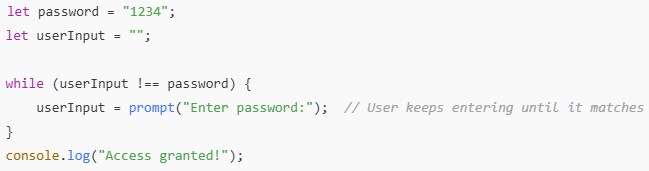 let password = "1234";
let userInput = "";
while (userInput !== password) {
    userInput = prompt("Enter password:");  // User keeps entering until it matches
}
console.log("Access granted!");